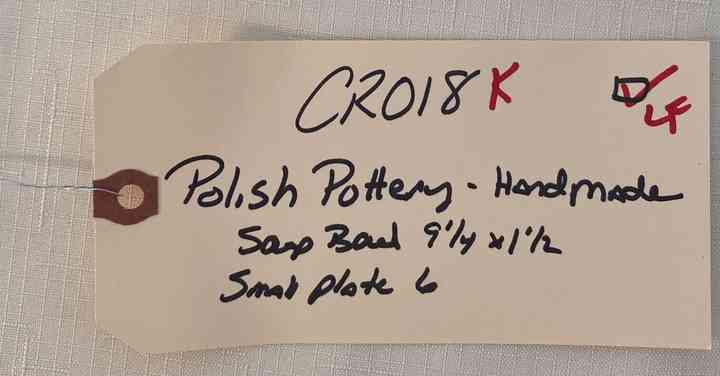 CR018 K
LF
Polish Pottery - Handmade
Soup Bowl 9 1/4 x 1 1/2
Small plate 6